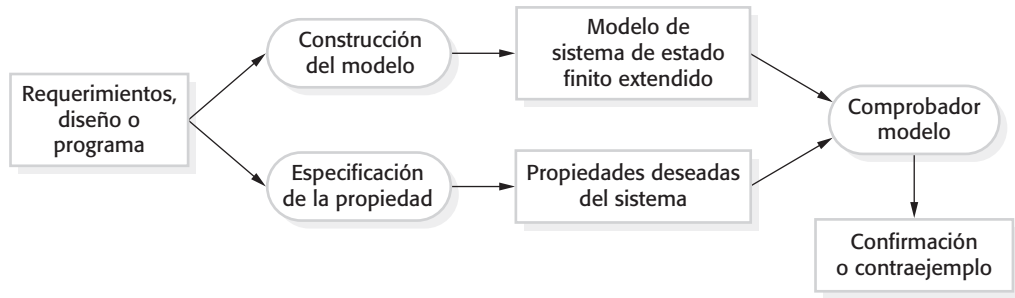 Requerimientos,
diseño o
programa
Construcción
del modelo
Modelo de
sistema de estado
finito extendido
Especificación
de la propiedad
Propiedades deseadas
del sistema
Comprobador
modelo
Confirmación
o contraejemplo